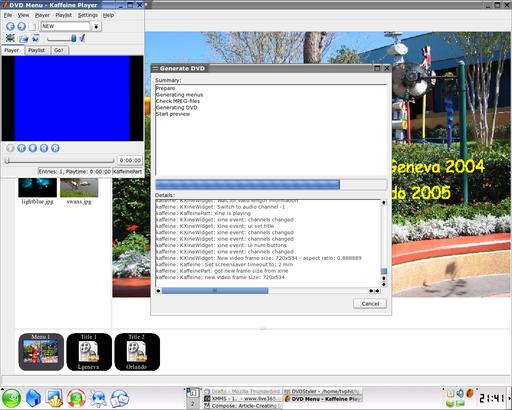 DVD Menu - Kaffeine Player
File View Player Playlist Settings Help
NEW
Player Playlist Go!
0:00:00
Entries: 1, Playtime: 0:00:00 KaffeinePart
lightblue.jpg swans.jpg
Generate DVD
Summary:
Prepare
Generating menus
Check MPEG-files
Generating DVD
Start preview
Details:
kaffeine: KXineWidget: Wait for valid length information
kaffeine: KXineWidget: Switch to audio channel -1
kaffeine: KaffeinePart: xine is playing
kaffeine: KXineWidget: xine event: channels changed
kaffeine: KXineWidget: xine event: ui set title
kaffeine: KXineWidget: xine event: channels changed
kaffeine: KXineWidget: xine event: channels changed
kaffeine: KXineWidget: xine event: ui num buttons
kaffeine: KXineWidget: xine event: channels changed
kaffeine: KXineWidget: New video frame size: 720x534 - aspect ratio: 0.888889
kaffeine: Kaffeine: Set screensaver timeout to: 2 min
kaffeine: KaffeinePart: got new frame size from xine
kaffeine: Kaffeine: new video frame size: 720x534
Cancel
Geneva 2004
do 2005
Menu 1 Title 1 Title 2
Lgeneva Orlando
2
Drafts - Mozilla Thunderbird
DVDStyler - /home/tvphil
XMMS - 1. - www.live365
DVD Menu - Kaffeine Player
Compose: Article-Creating
21:41